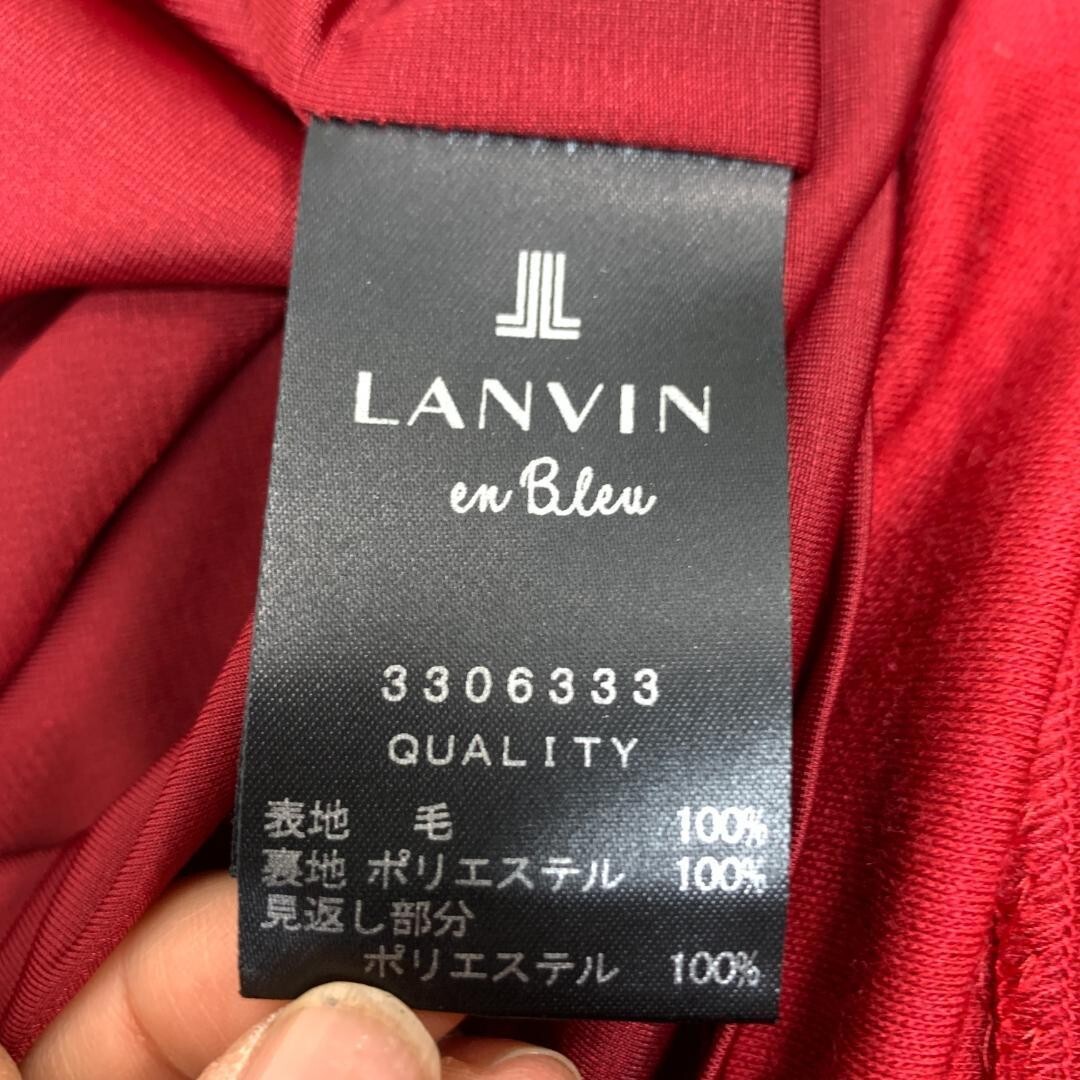 LANVIN
en Bleu
3306333
QUALITY
表地 毛 100%
裏地 ポリエステル 100%
見返し部分
ポリエステル 100%